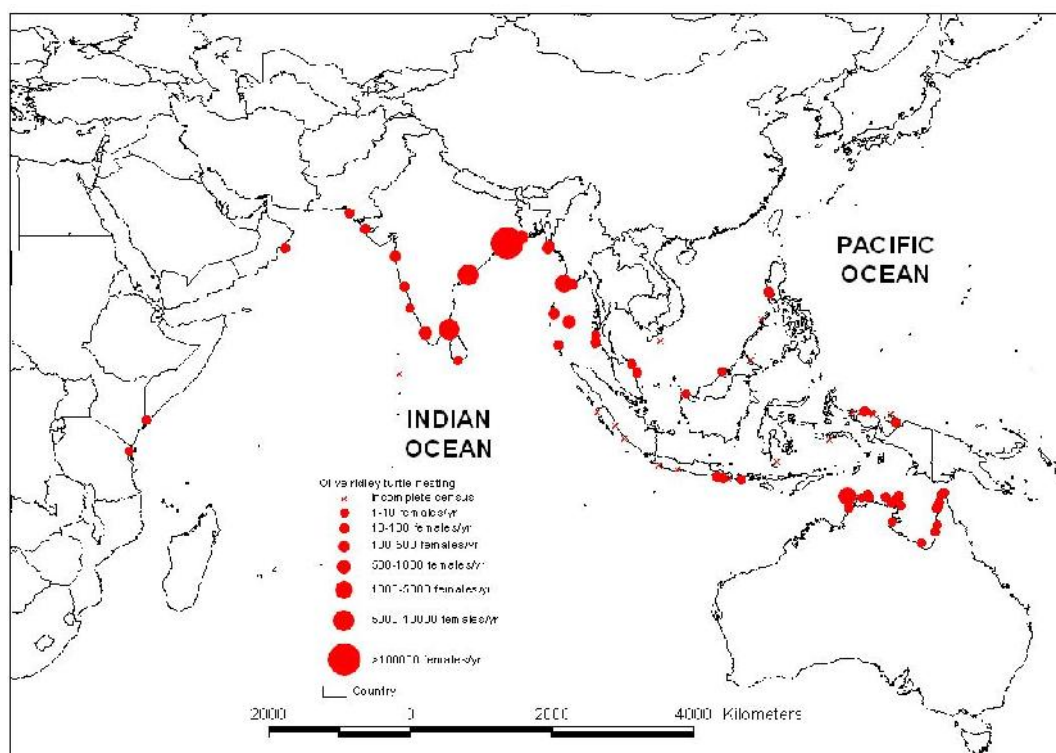 PACIFIC
OCEAN
INDIAN
OCEAN
Olive ridley turtle nesting
Incomplete census
1-10 females/yr
10-100 females/yr
100-500 females/yr
500-1000 females/yr
1000-5000 females/yr
5000-10000 females/yr
>100000 females/yr
Country
2000 0 2000 4000 Kilometers